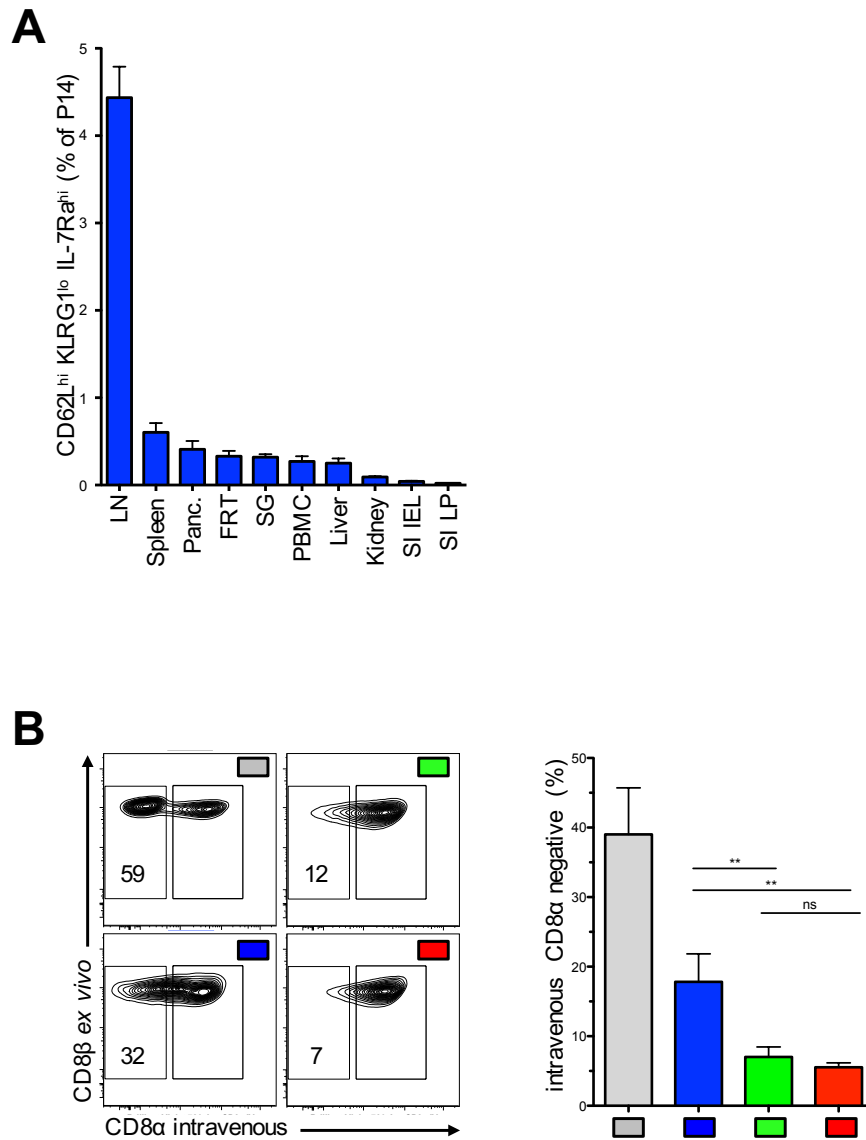 A
CD62Lhi KLRG1lo IL-7Rahi (% of P14)
5
4
3
2
1
0
LN
Spleen
Panc.
FRT
SG
PBMC
Liver
Kidney
SI IEL
SI LP
B
CD8β ex vivo
59
12
32
7
CD8α intravenous
intravenous CD8α negative (%)
50
40
30
20
10
5
0
**
**
ns